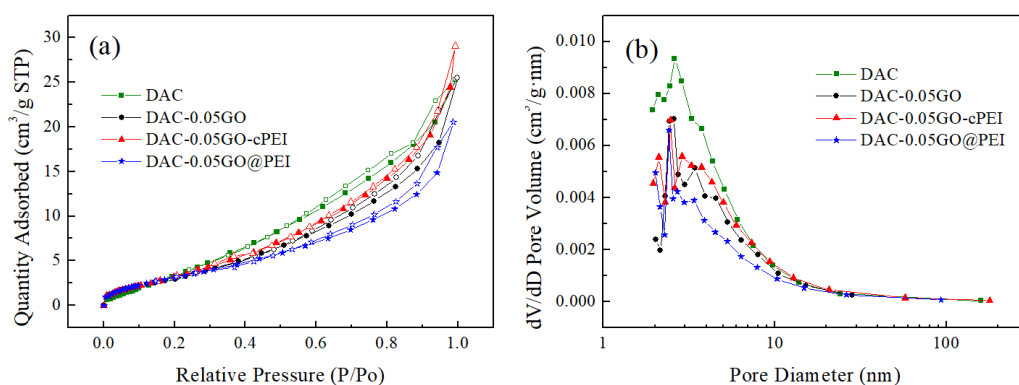 (a)
DAC
DAC-0.05GO
DAC-0.05GO-cPEI
DAC-0.05GO@PEI
Quantity Adsorbed (cm³/g STP)
30
25
20
15
10
5
0
0.0 0.2 0.4 0.6 0.8 1.0
Relative Pressure (P/Po)
(b)
DAC
DAC-0.05GO
DAC-0.05GO-cPEI
DAC-0.05GO@PEI
dV/dD Pore Volume (cm³/g·nm)
0.010
0.008
0.006
0.004
0.002
0.000
1 10 100
Pore Diameter (nm)